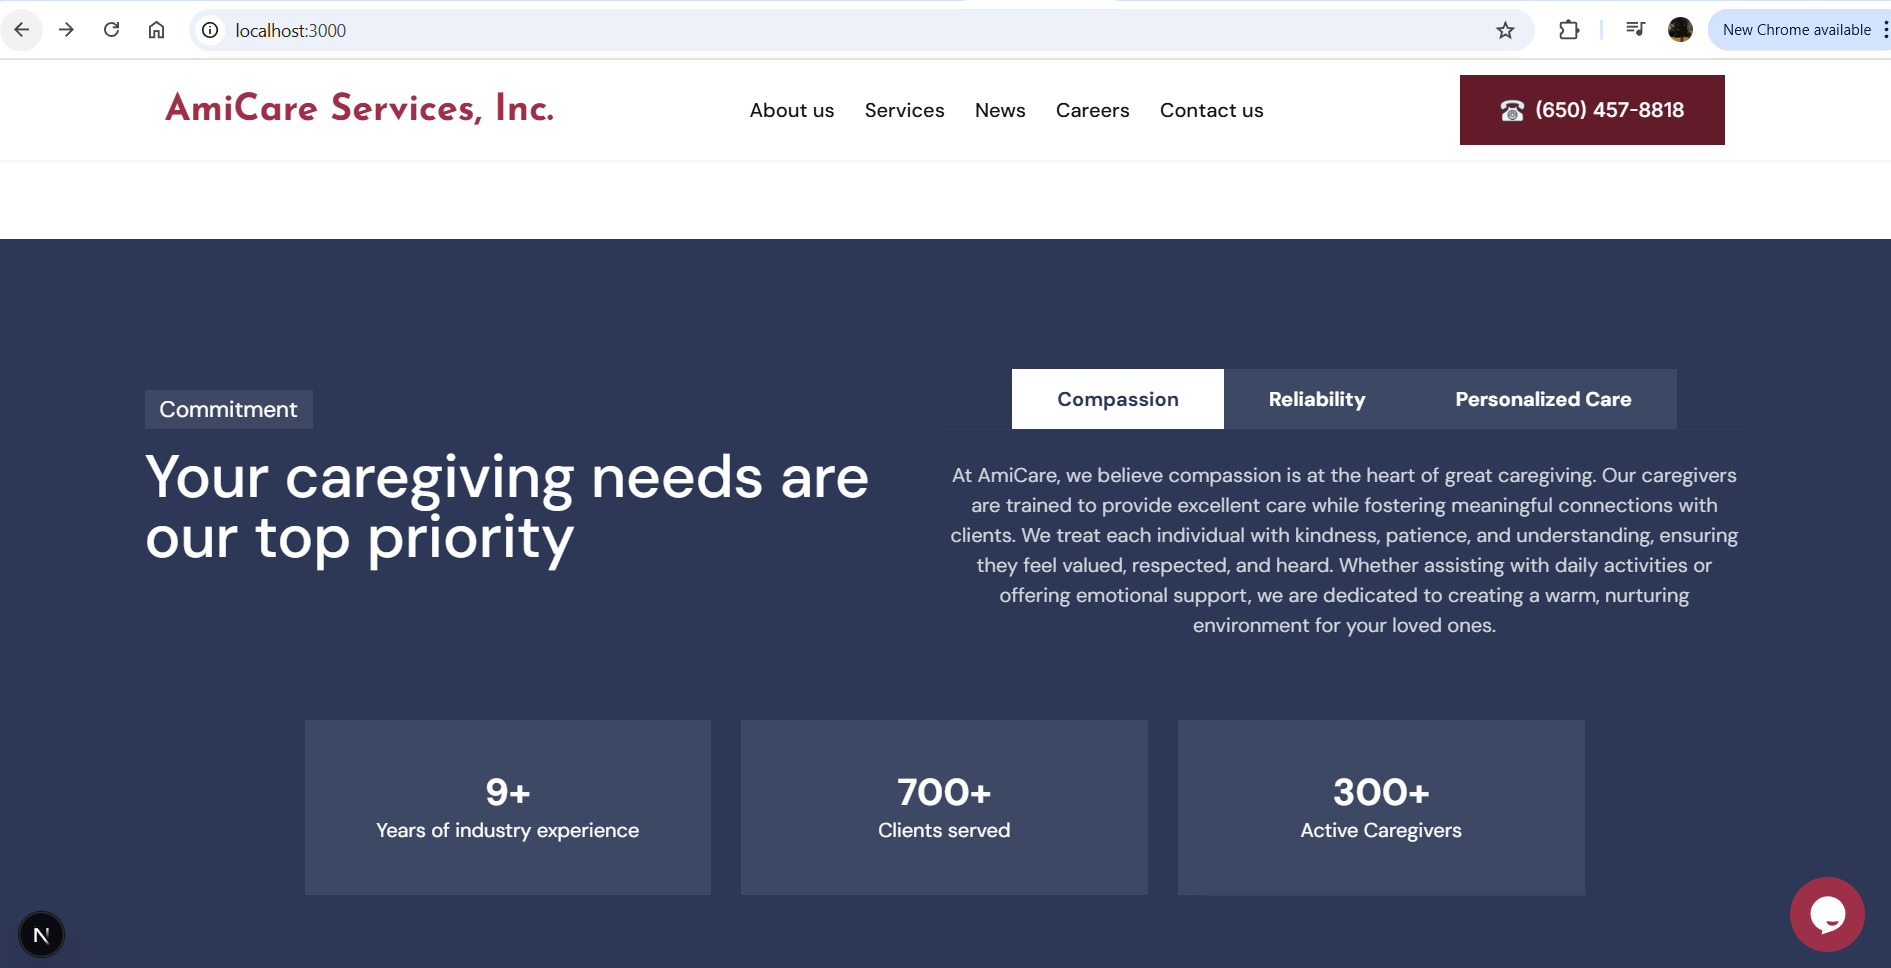 localhost:3000
New Chrome available
AmiCare Services, Inc.
About us
Services
News
Careers
Contact us
(650) 457-8818
Commitment
Your caregiving needs are
our top priority
Compassion
Reliability
Personalized Care
At AmiCare, we believe compassion is at the heart of great caregiving. Our caregivers
are trained to provide excellent care while fostering meaningful connections with
clients. We treat each individual with kindness, patience, and understanding, ensuring
they feel valued, respected, and heard. Whether assisting with daily activities or
offering emotional support, we are dedicated to creating a warm, nurturing
environment for your loved ones.
9+
Years of industry experience
700+
Clients served
300+
Active Caregivers
N